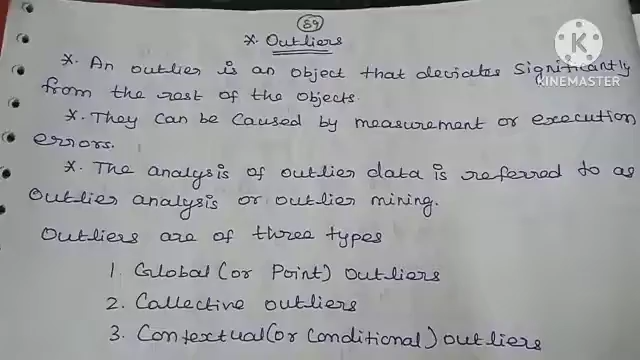 59
* Outliers
* An outlier is an object that deviates significantly
from the rest of the objects.
* They can be caused by measurement or execution
errors.
* The analysis of outlier data is referred to as
Outlier analysis or outlier mining.
Outliers are of three types
1. Global (or Point) outliers
2. Collective outliers
3. Contextual (or Conditional) outliers
K
KINEMASTER